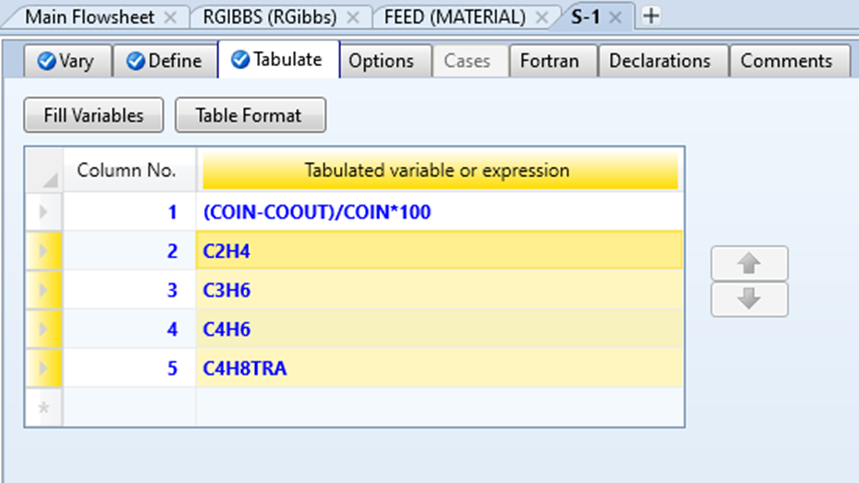 Main Flowsheet × RGIBBS (RGibbs) × FEED (MATERIAL) × S-1 × +
Vary Define Tabulate Options Cases Fortran Declarations Comments
Fill Variables Table Format
Column No. Tabulated variable or expression
1 (COIN-COOUT)/COIN*100
2 C2H4
3 C3H6
4 C4H6
5 C4H8TRA
*